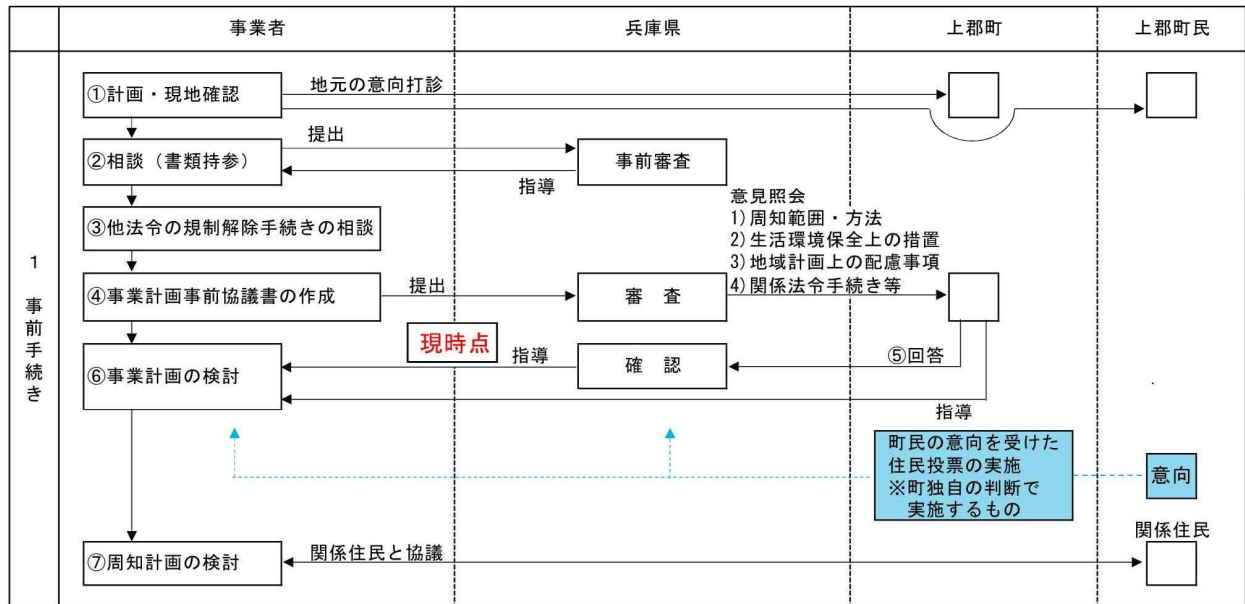 事業者
兵庫県
上郡町
上郡町民
1 事前手続き
①計画・現地確認
地元の意向打診
②相談（書類持参）
提出
事前審査
指導
③他法令の規制解除手続きの相談
意見照会
1)周知範囲・方法
2)生活環境保全上の措置
3)地域計画上の配慮事項
4)関係法令手続き等
④事業計画事前協議書の作成
提出
審　査
現時点
⑤回答
⑥事業計画の検討
指導
確　認
指導
町民の意向を受けた
住民投票の実施
※町独自の判断で
実施するもの
意向
関係住民
⑦周知計画の検討
関係住民と協議